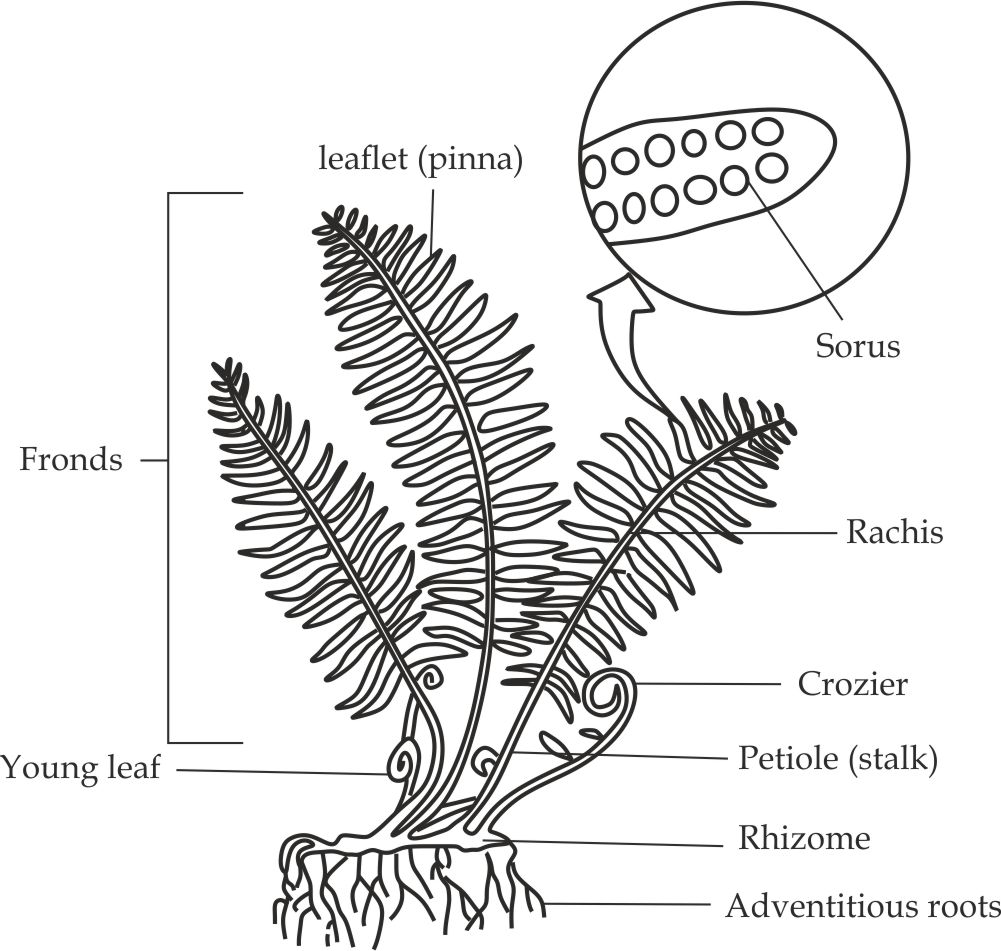 leaflet (pinna)
Sorus
Fronds
Rachis
Crozier
Young leaf
Petiole (stalk)
Rhizome
Adventitious roots